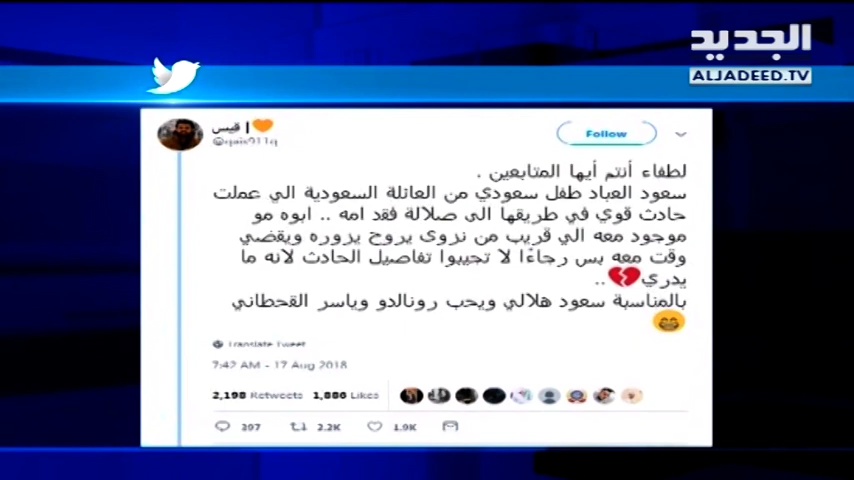 الجديد
ALJADEED.TV
قيس |
Follow
لطفاء أنتم أيها المتابعين .
سعود العباد طفل سعودي من العائلة السعودية الي عملت
حادث قوي في طريقها الى صلالة فقد امه .. ابوه مو
موجود معه الي قريب من نزوى يروح يزوره ويقضي
وقت معه بس رجاءًا لا تجيبوا تفاصيل الحادث لانه ما
يدري💔..
بالمناسبة سعود هلالي ويحب رونالدو وياسر القحطاني
😂
Translate Tweet
7:42 AM - 17 Aug 2018
2,198 Retweets 1,886 Likes
397 2.2K 1.9K